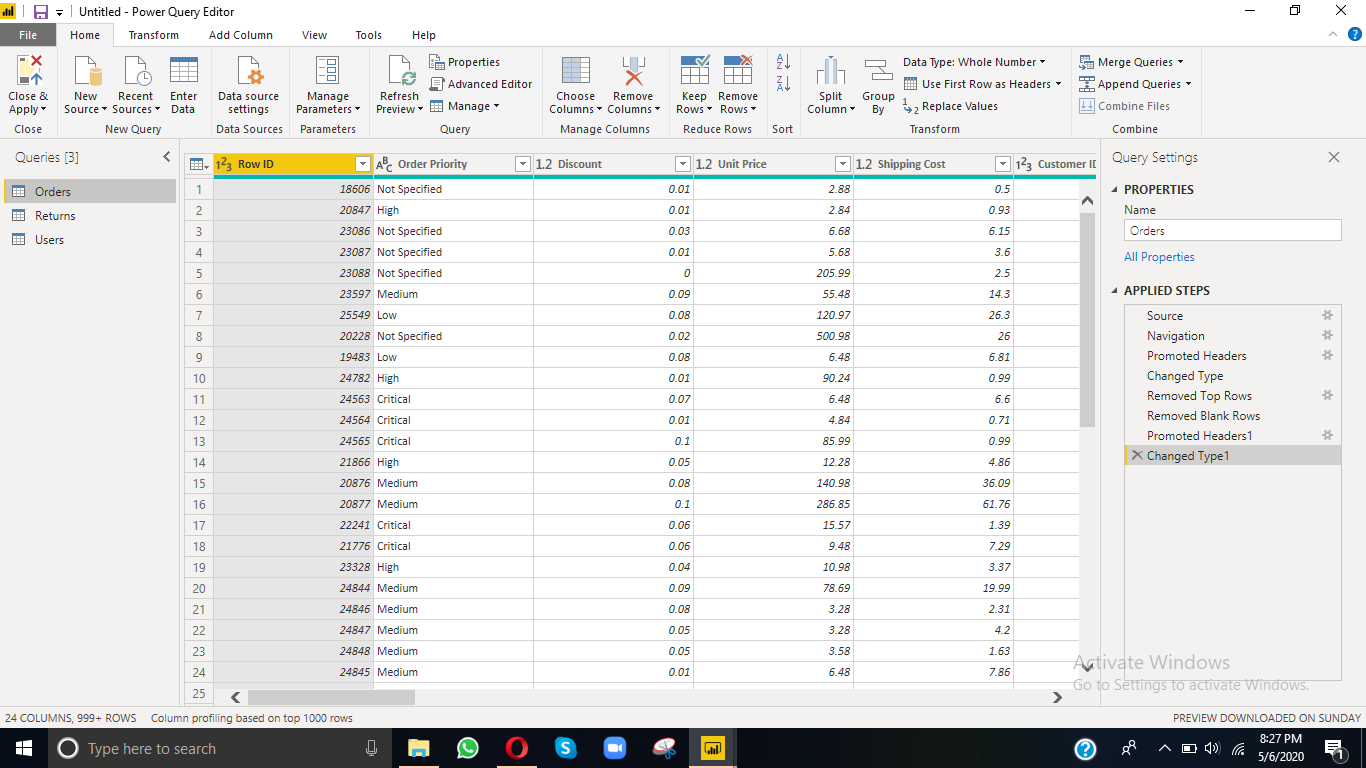 Untitled - Power Query Editor
File Home Transform Add Column View Tools Help
Close & Apply
New Source
Recent Sources
Enter Data
Data source settings
Manage Parameters
Refresh Preview
Properties
Advanced Editor
Manage
Choose Columns
Remove Columns
Keep Rows
Remove Rows
Split Column
Group By
Data Type: Whole Number
Use First Row as Headers
Replace Values
Merge Queries
Append Queries
Combine Files
Close New Query Data Sources Parameters Query Manage Columns Reduce Rows Sort Transform Combine
Queries [3]
Orders
Returns
Users
Row ID Order Priority Discount Unit Price Shipping Cost Customer ID
1 18606 Not Specified 0.01 2.88 0.5
2 20847 High 0.01 2.84 0.93
3 23086 Not Specified 0.03 6.68 6.15
4 23087 Not Specified 0.01 5.68 3.6
5 23088 Not Specified 0 205.99 2.5
6 23597 Medium 0.09 55.48 14.3
7 25549 Low 0.08 120.97 26.3
8 20228 Not Specified 0.02 500.98 26
9 19483 Low 0.08 6.48 6.81
10 24782 High 0.01 90.24 0.99
11 24563 Critical 0.07 6.48 6.6
12 24564 Critical 0.01 4.84 0.71
13 24565 Critical 0.1 85.99 0.99
14 21866 High 0.05 12.28 4.86
15 20876 Medium 0.08 140.98 36.09
16 20877 Medium 0.1 286.85 61.76
17 22241 Critical 0.06 15.57 1.39
18 21776 Critical 0.06 9.48 7.29
19 23328 High 0.04 10.98 3.37
20 24844 Medium 0.09 78.69 19.99
21 24846 Medium 0.08 3.28 2.31
22 24847 Medium 0.05 3.28 4.2
23 24848 Medium 0.05 3.58 1.63
24 24845 Medium 0.01 6.48 7.86
25
Query Settings
PROPERTIES
Name
Orders
All Properties
APPLIED STEPS
Source
Navigation
Promoted Headers
Changed Type
Removed Top Rows
Removed Blank Rows
Promoted Headers1
Changed Type1
Activate Windows
Go to Settings to activate Windows.
24 COLUMNS, 999+ ROWS Column profiling based on top 1000 rows
PREVIEW DOWNLOADED ON SUNDAY
Type here to search
8:27 PM
5/6/2020
1